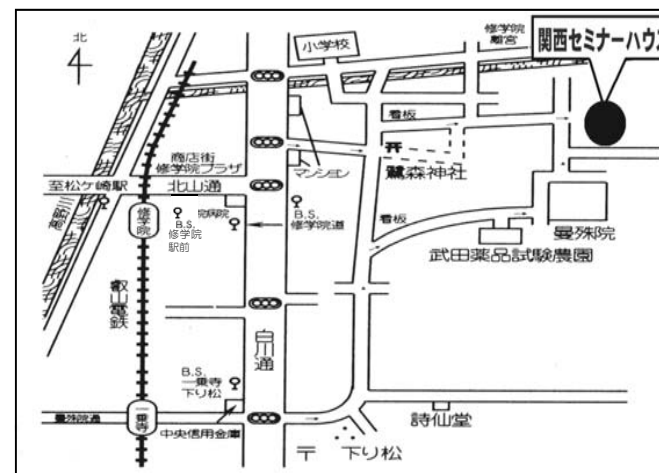 北
小学校
修学院
離宮
関西セミナーハウス
看板
商店街
修学院プラザ
マンション
鷺森神社
至松ヶ崎駅
北山通
修学院
B.S.
修学院
駅前
B.S.
修学院道
看板
曼殊院
武田薬品試験農園
叡山電鉄
白川通
B.S.
一乗寺
下り松
曼殊院通
一乗寺
中央信用金庫
〒
下り松
詩仙堂